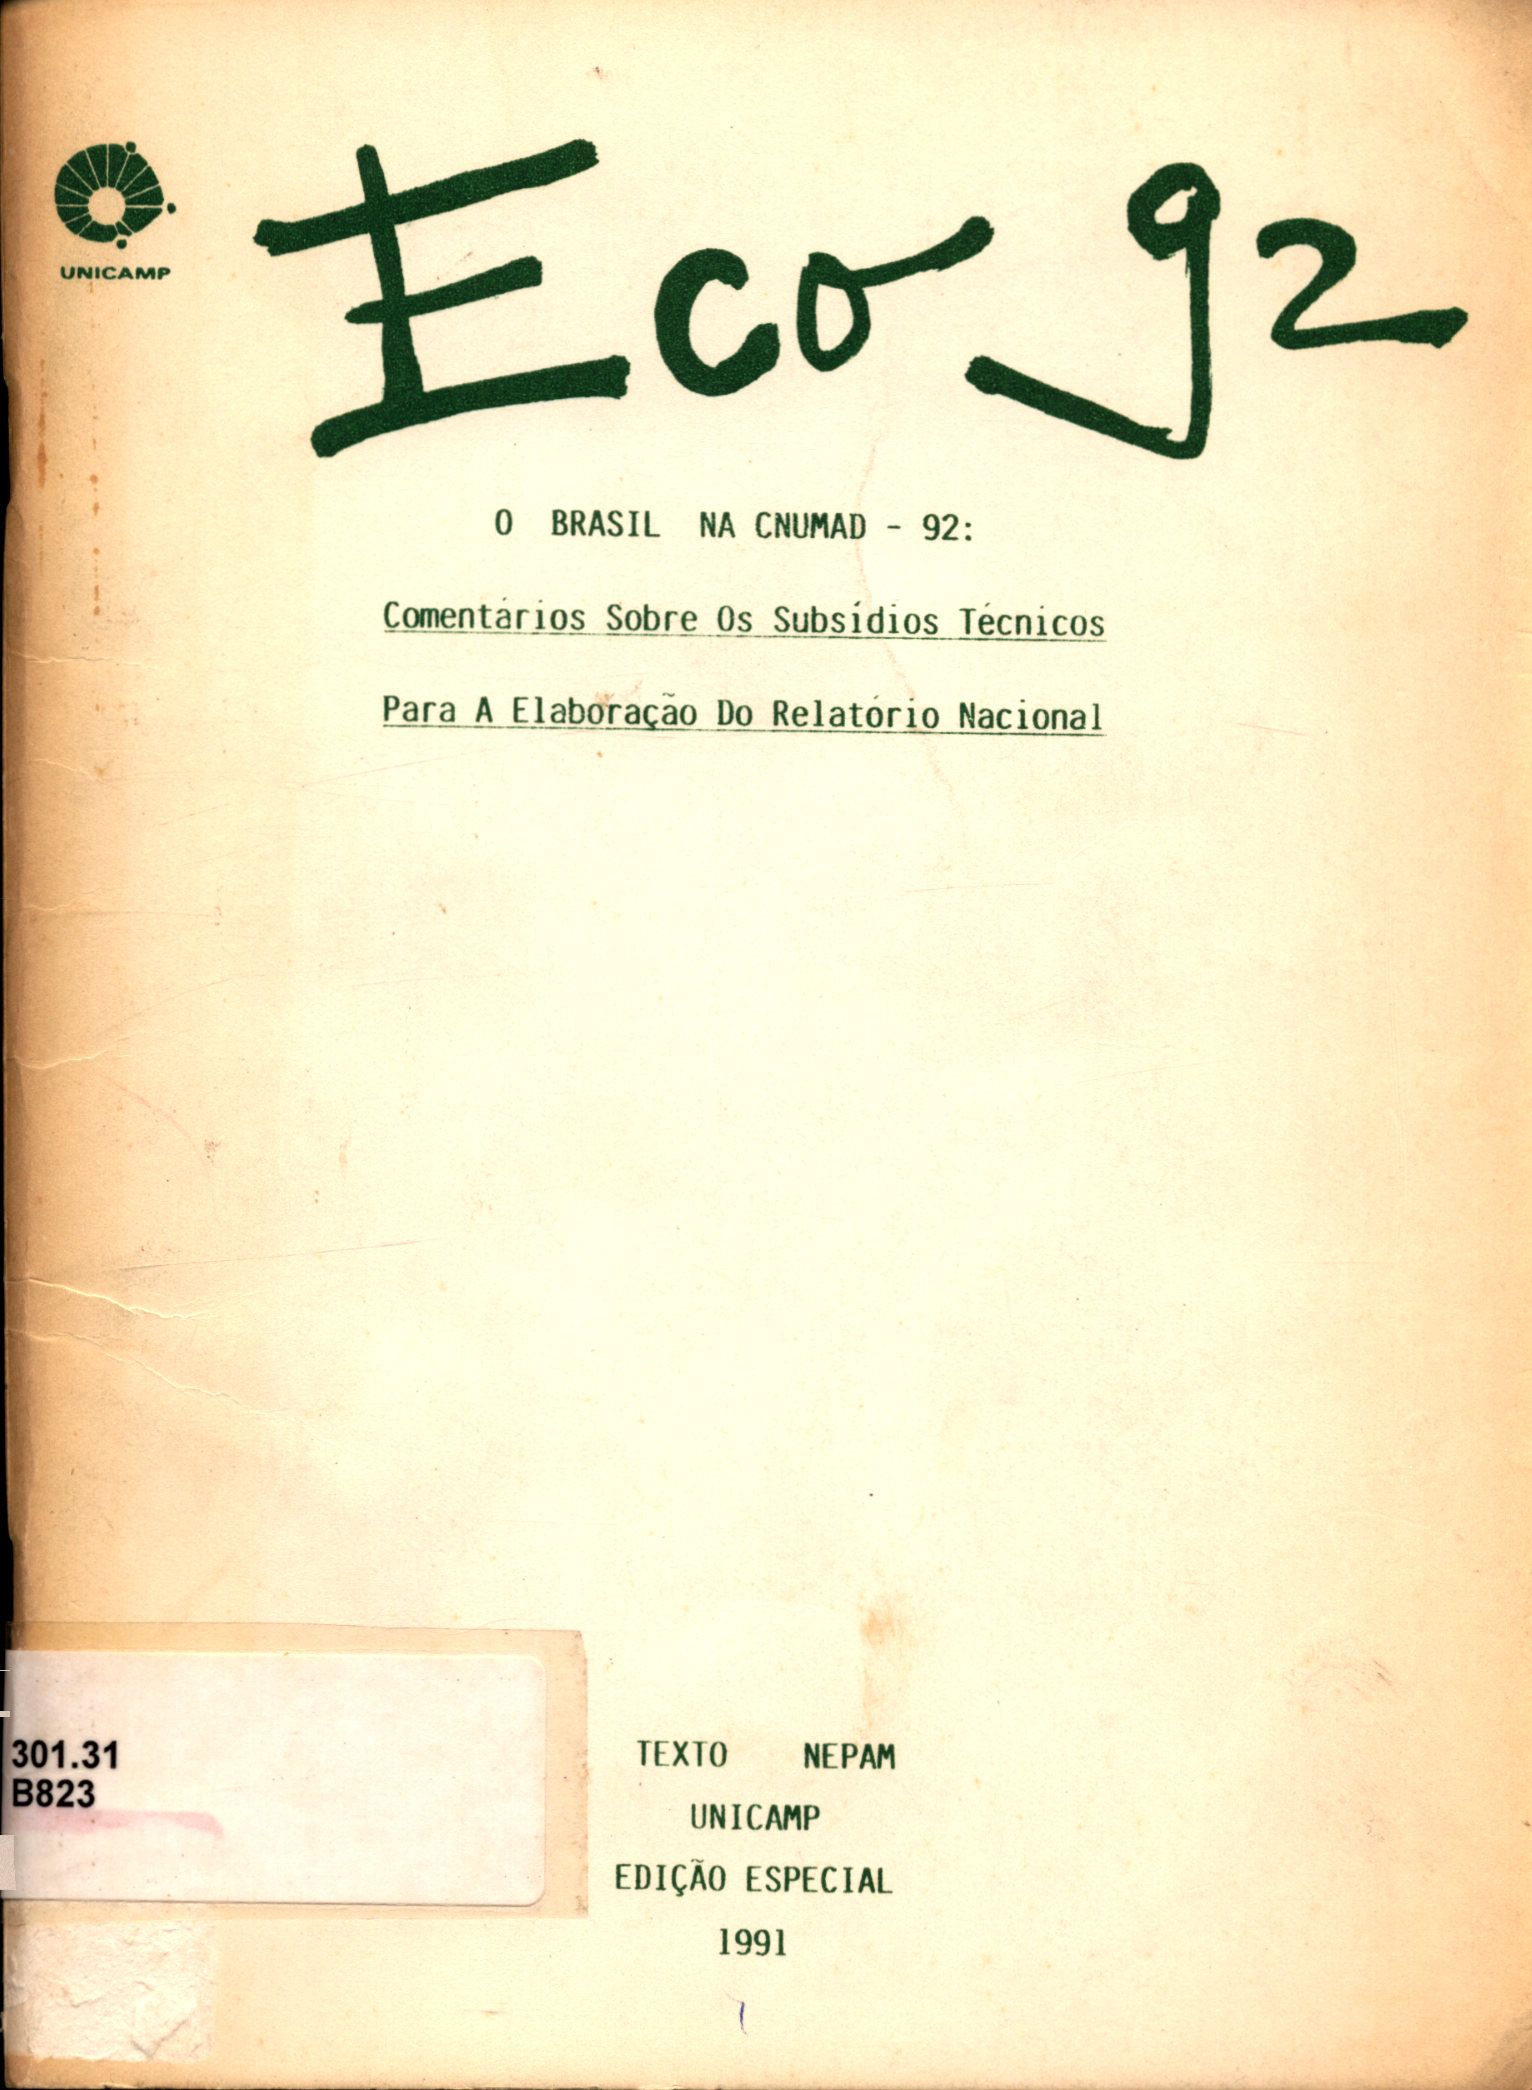 UNICAMP
Eco 92
O BRASIL NA CNUMAD - 92:
Comentários Sobre Os Subsídios Técnicos
Para A Elaboração Do Relatório Nacional
301.31
B823
TEXTO NEPAM
UNICAMP
EDIÇÃO ESPECIAL
1991